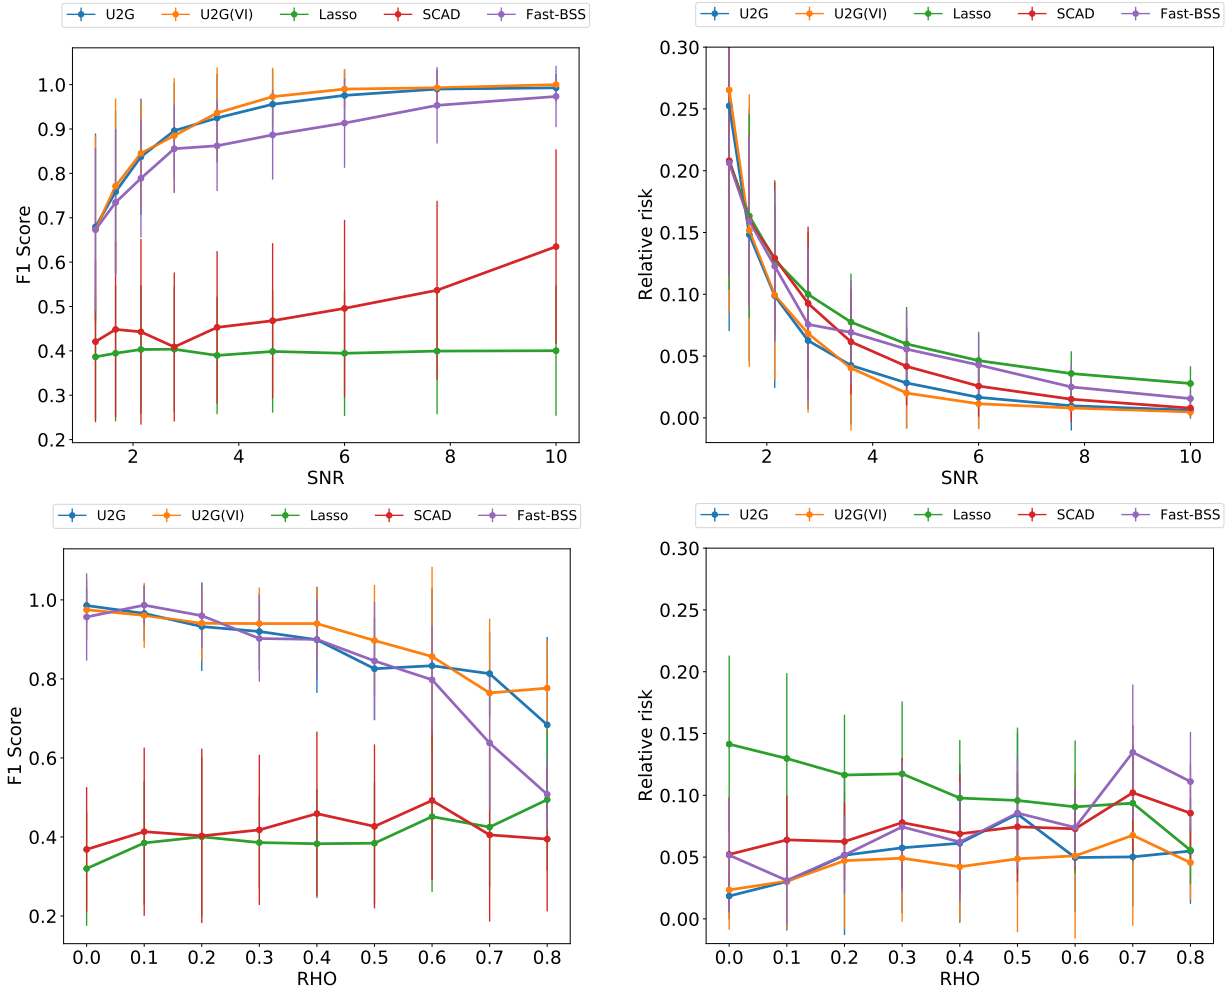 U2G U2G(VI) Lasso SCAD Fast-BSS
1.0
0.9
0.8
0.7
0.6
0.5
0.4
0.3
0.2
F1 Score
2 4 6 8 10
SNR
U2G U2G(VI) Lasso SCAD Fast-BSS
0.30
0.25
0.20
0.15
0.10
0.05
0.00
Relative risk
2 4 6 8 10
SNR
U2G U2G(VI) Lasso SCAD Fast-BSS
1.0
0.8
0.6
0.4
0.2
F1 Score
0.0 0.1 0.2 0.3 0.4 0.5 0.6 0.7 0.8
RHO
U2G U2G(VI) Lasso SCAD Fast-BSS
0.30
0.25
0.20
0.15
0.10
0.05
0.00
Relative risk
0.0 0.1 0.2 0.3 0.4 0.5 0.6 0.7 0.8
RHO